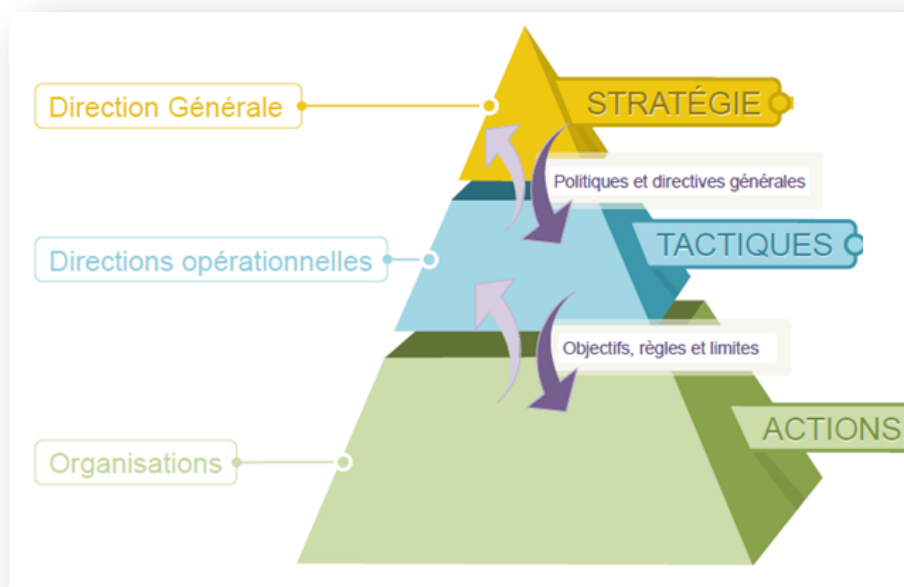 Direction Générale
STRATÉGIE
Politiques et directives générales
Directions opérationnelles
TACTIQUES
Objectifs, règles et limites
ACTIONS
Organisations